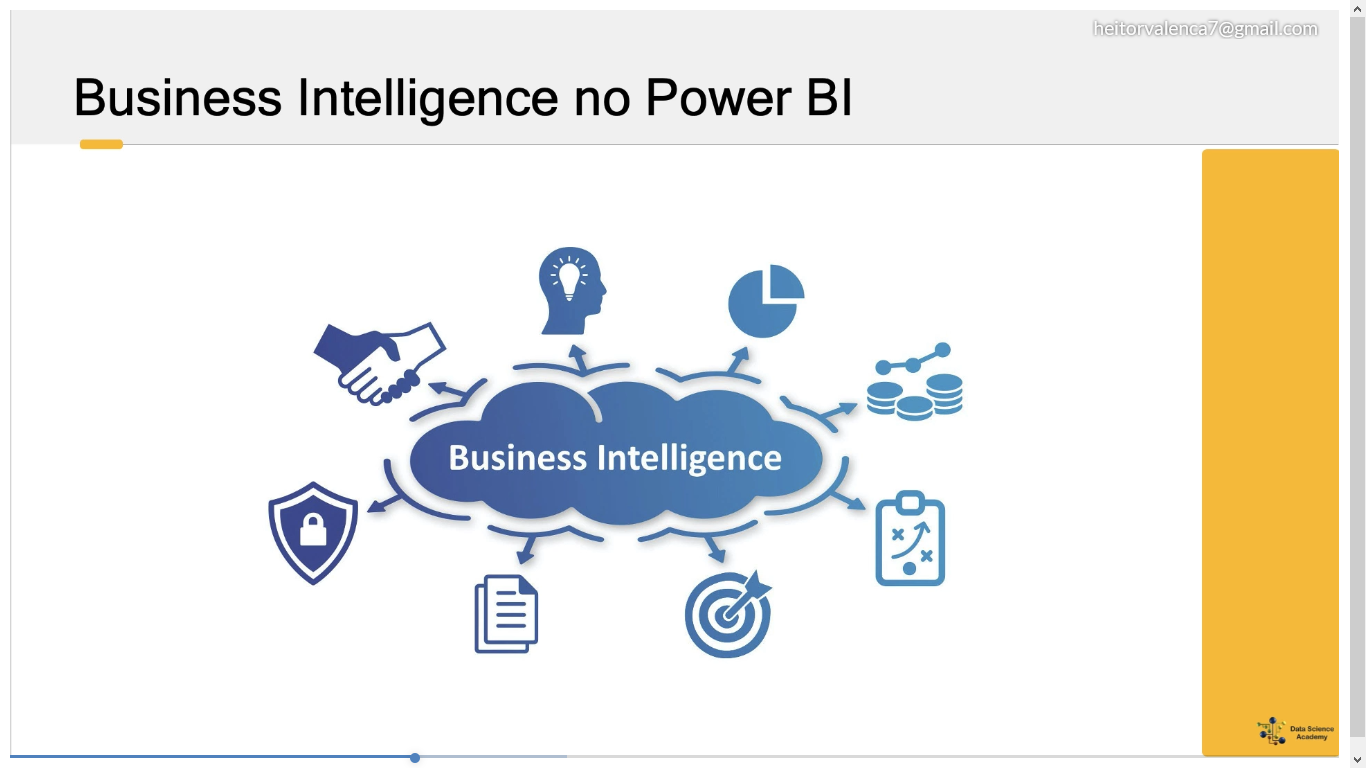 heitorvalenca7@gmail.com
Business Intelligence no Power BI
Business Intelligence
Data Science
Academy